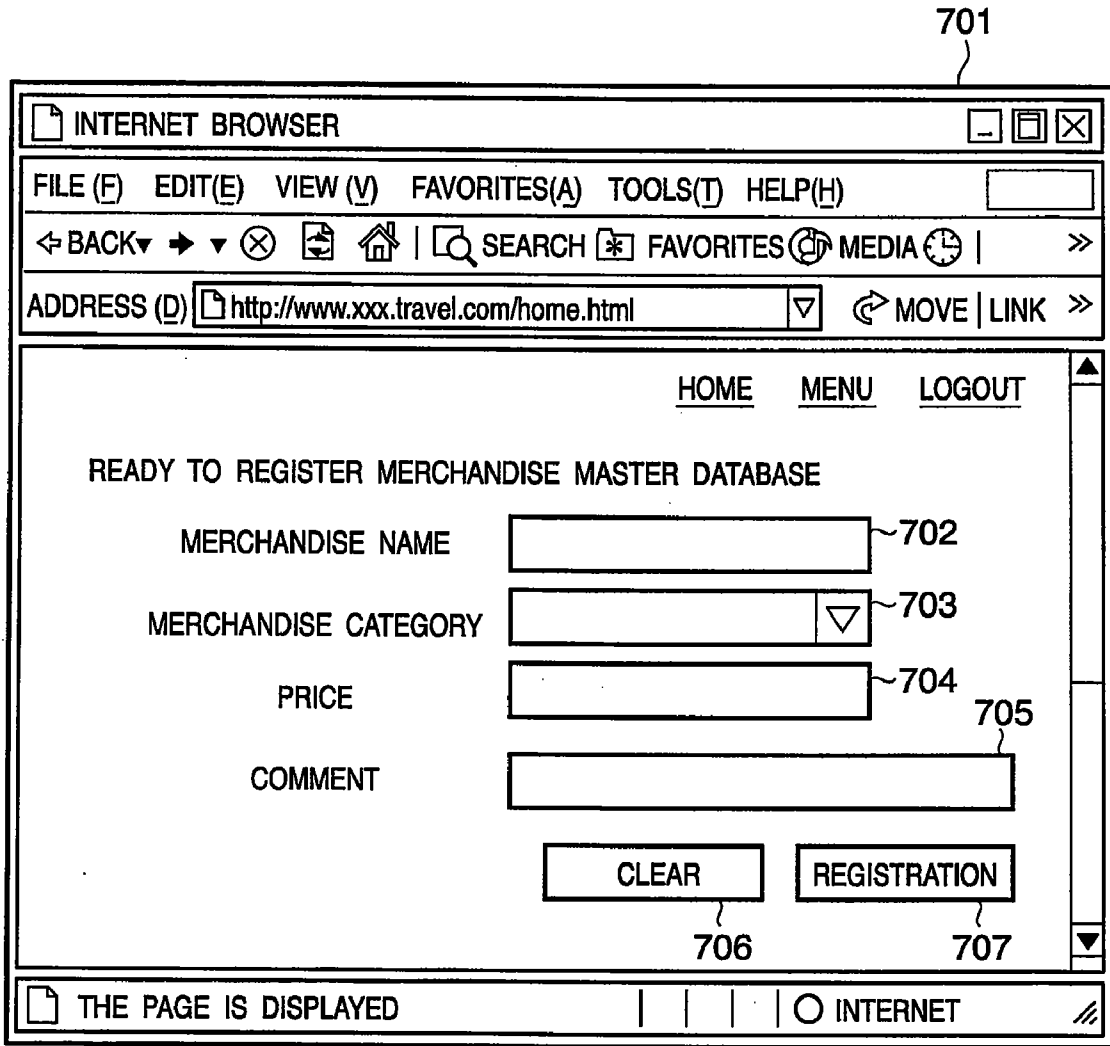 701
INTERNET BROWSER
FILE (F) EDIT(E) VIEW (V) FAVORITES(A) TOOLS(T) HELP(H)
BACK SEARCH FAVORITES MEDIA
ADDRESS (D) http://www.xxx.travel.com/home.html MOVE | LINK >>
HOME MENU LOGOUT
READY TO REGISTER MERCHANDISE MASTER DATABASE
MERCHANDISE NAME 702
MERCHANDISE CATEGORY 703
PRICE 704
705
COMMENT
CLEAR REGISTRATION
706 707
THE PAGE IS DISPLAYED INTERNET